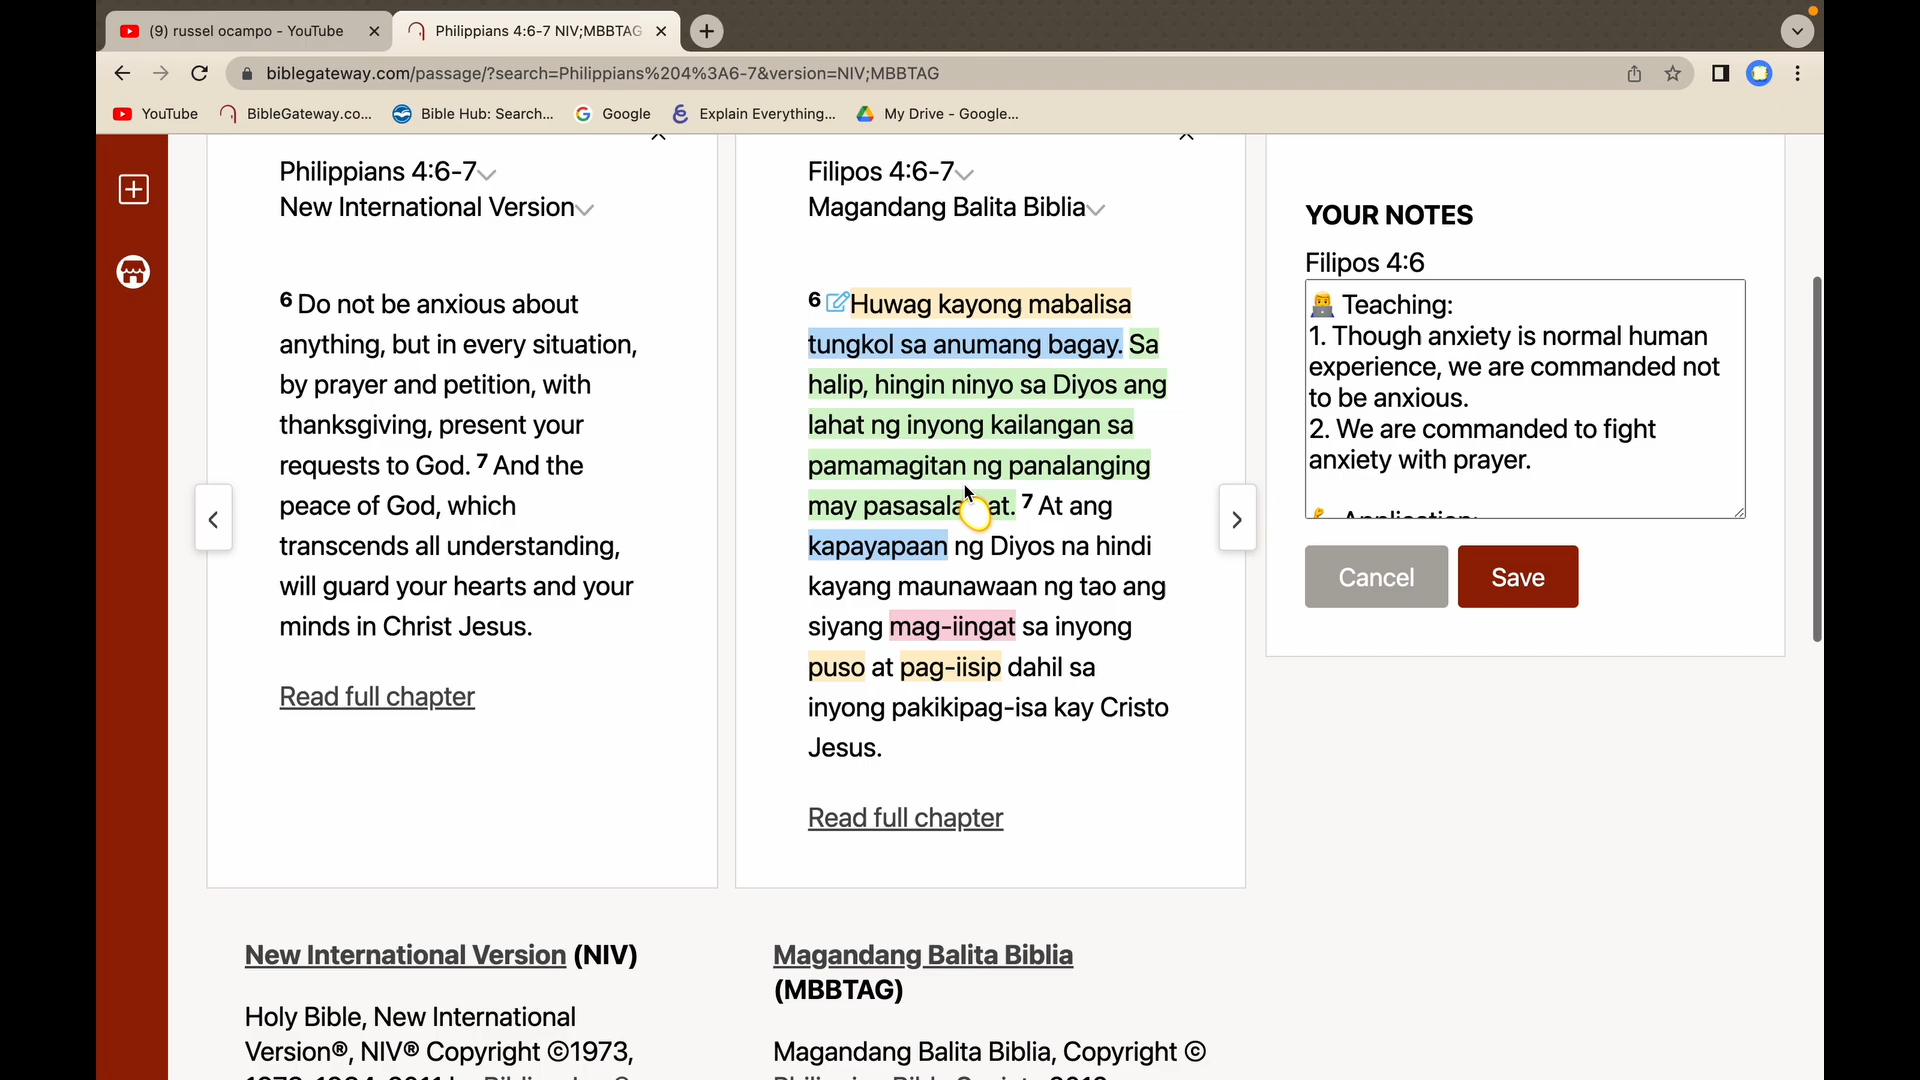 (9) russel ocampo - YouTube
Philippians 4:6-7 NIV;MBBTAG
biblegateway.com/passage/?search=Philippians%204%3A6-7&version=NIV;MBBTAG
YouTube
BibleGateway.co...
Bible Hub: Search...
Google
Explain Everything...
My Drive - Google...
Philippians 4:6-7
New International Version
6 Do not be anxious about
anything, but in every situation,
by prayer and petition, with
thanksgiving, present your
requests to God. 7 And the
peace of God, which
transcends all understanding,
will guard your hearts and your
minds in Christ Jesus.
Read full chapter
Filipos 4:6-7
Magandang Balita Biblia
6 Huwag kayong mabalisa
tungkol sa anumang bagay. Sa
halip, hingin ninyo sa Diyos ang
lahat ng inyong kailangan sa
pamamagitan ng panalanging
may pasasalamat. 7 At ang
kapayapaan ng Diyos na hindi
kayang maunawaan ng tao ang
siyang mag-iingat sa inyong
puso at pag-iisip dahil sa
inyong pakikipag-isa kay Cristo
Jesus.
Read full chapter
YOUR NOTES
Filipos 4:6
Teaching:
1. Though anxiety is normal human
experience, we are commanded not
to be anxious.
2. We are commanded to fight
anxiety with prayer.
Application:
Cancel
Save
New International Version (NIV)
Holy Bible, New International
Version®, NIV® Copyright ©1973,
Magandang Balita Biblia
(MBBTAG)
Magandang Balita Biblia, Copyright ©